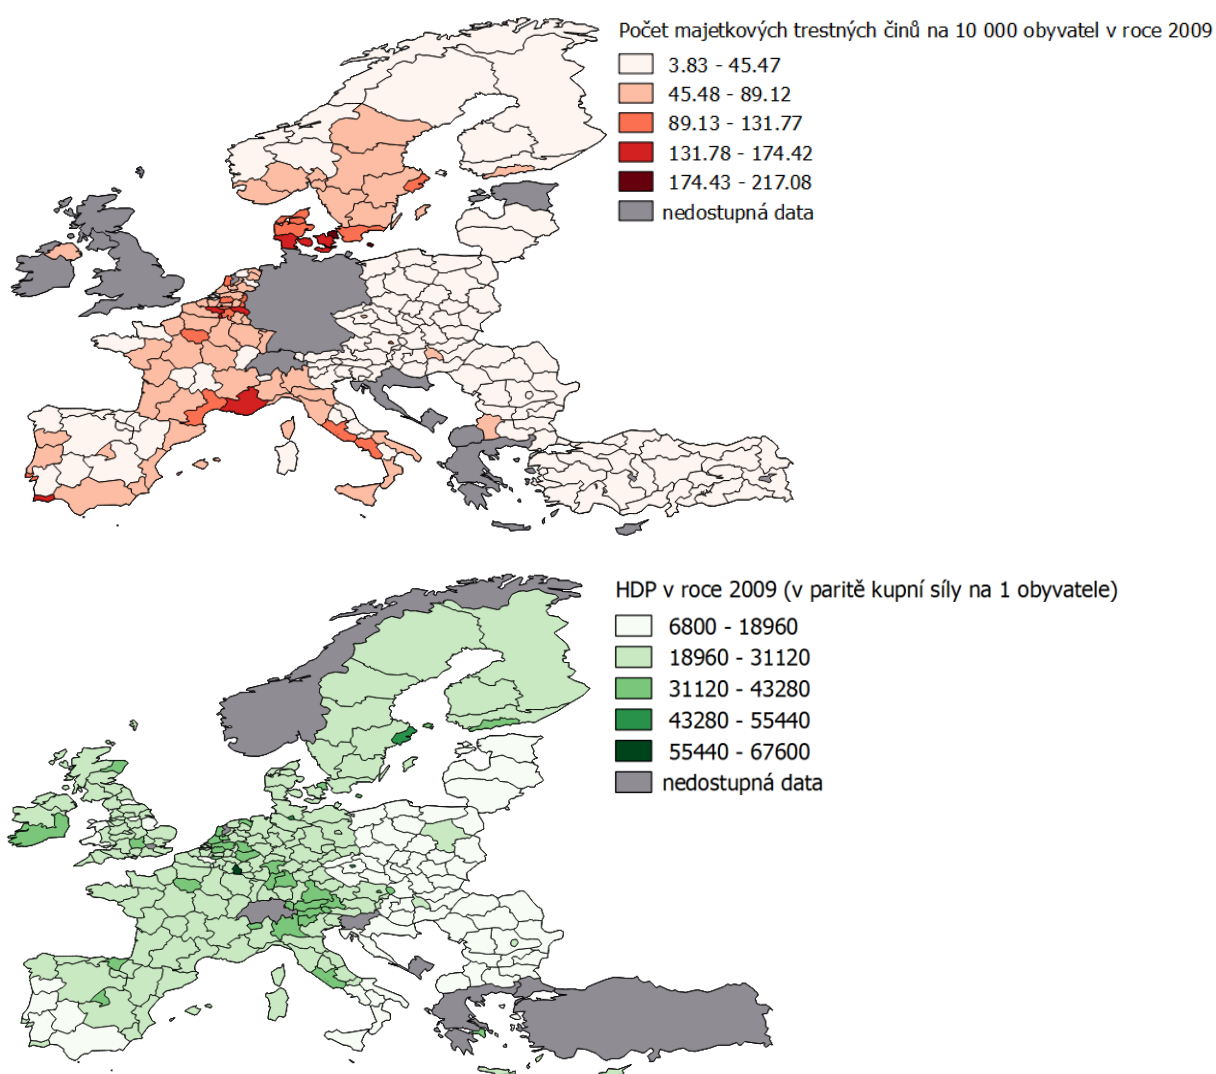 Počet majetkových trestných činů na 10 000 obyvatel v roce 2009
3.83 - 45.47
45.48 - 89.12
89.13 - 131.77
131.78 - 174.42
174.43 - 217.08
nedostupná data
HDP v roce 2009 (v paritě kupní síly na 1 obyvatele)
6800 - 18960
18960 - 31120
31120 - 43280
43280 - 55440
55440 - 67600
nedostupná data